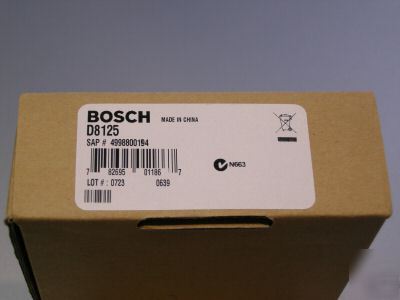 BOSCH
MADE IN CHINA
D8125
SAP # 4998800194
N663
7 82695 01186 7
LOT # : 0723 0639